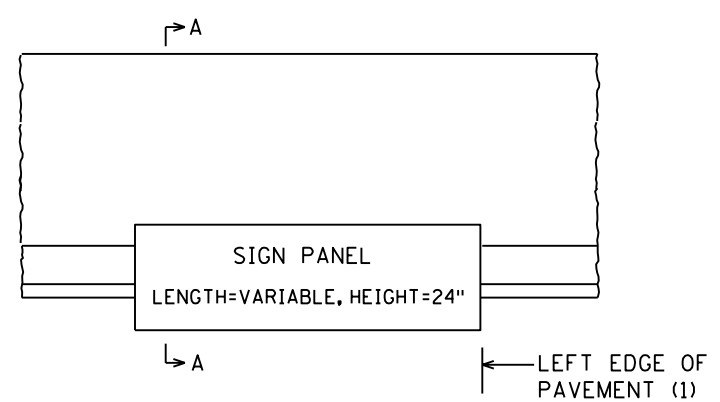 A
SIGN PANEL
LENGTH=VARIABLE, HEIGHT=24"
A
LEFT EDGE OF
PAVEMENT (1)